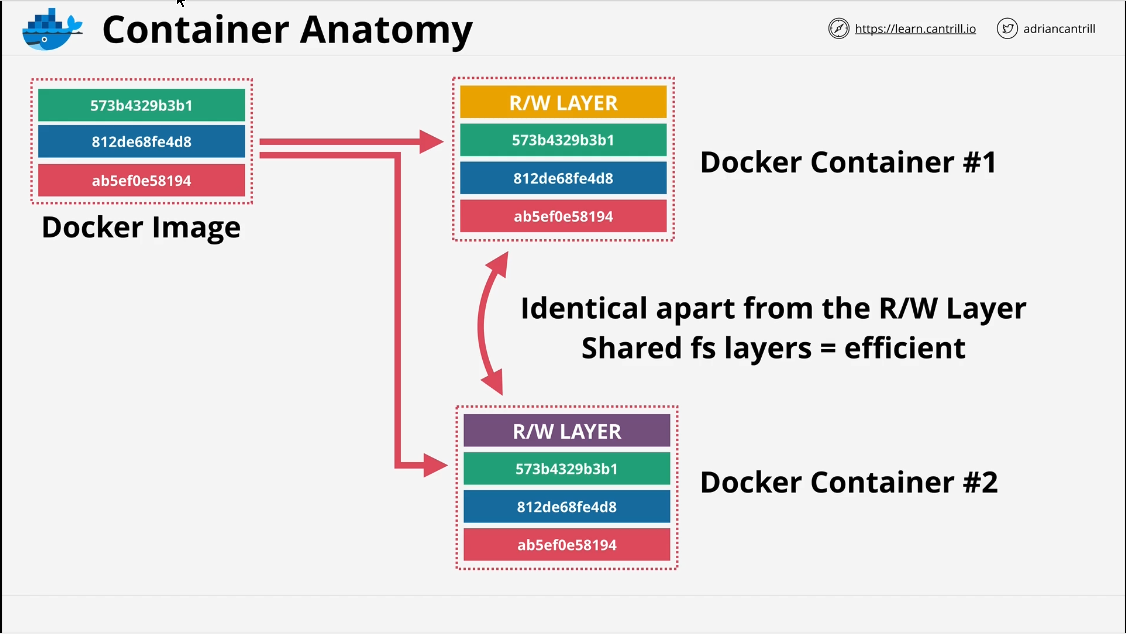 Container Anatomy
https://learn.cantrill.io
adriancantrill
573b4329b3b1
812de68fe4d8
ab5ef0e58194
Docker Image
R/W LAYER
573b4329b3b1
812de68fe4d8
ab5ef0e58194
Docker Container #1
Identical apart from the R/W Layer
Shared fs layers = efficient
R/W LAYER
573b4329b3b1
812de68fe4d8
ab5ef0e58194
Docker Container #2